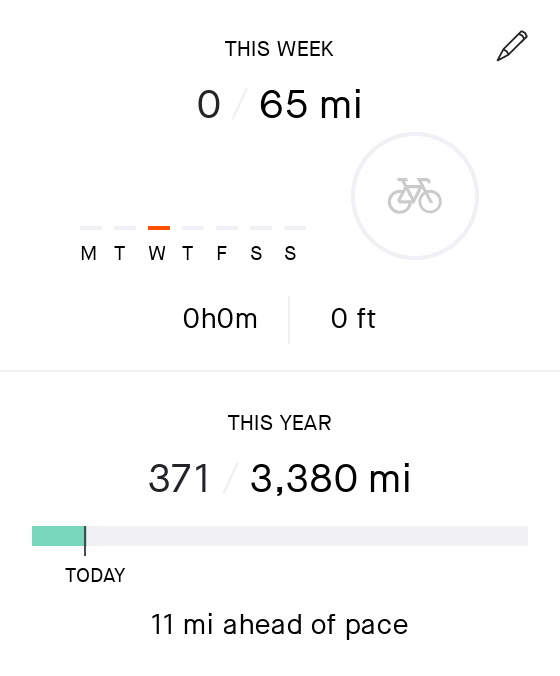 THIS WEEK
0 / 65 mi
M T W T F S S
0h0m 0 ft
THIS YEAR
371 / 3,380 mi
TODAY
11 mi ahead of pace